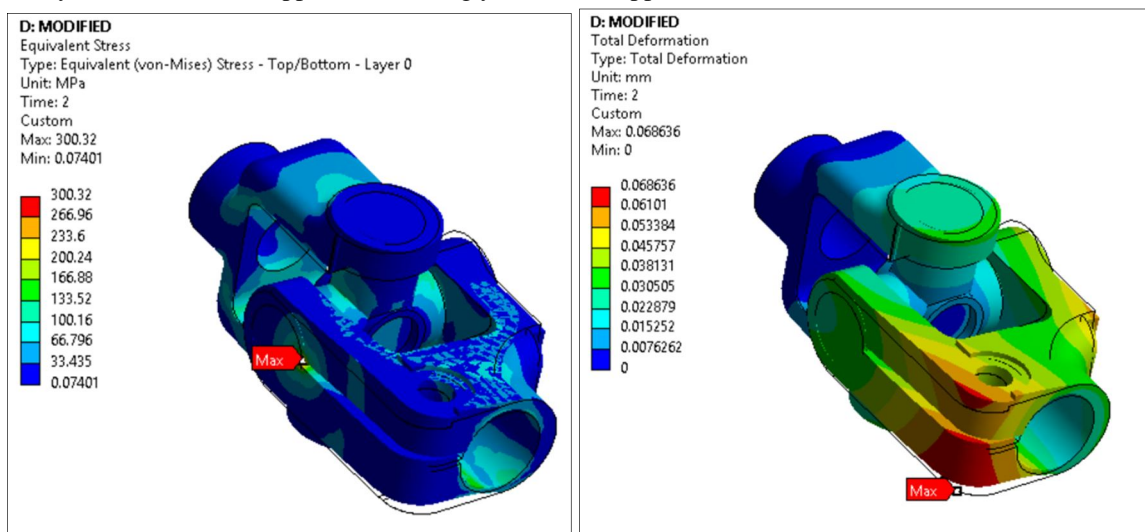 D: MODIFIED
Equivalent Stress
Type: Equivalent (von-Mises) Stress - Top/Bottom - Layer 0
Unit: MPa
Time: 2
Custom
Max: 300.32
Min: 0.07401
300.32
266.96
233.6
200.24
166.88
133.52
100.16
66.796
33.435
0.07401
Max
D: MODIFIED
Total Deformation
Type: Total Deformation
Unit: mm
Time: 2
Custom
Max: 0.068636
Min: 0
0.068636
0.06101
0.053384
0.045757
0.038131
0.030505
0.022879
0.015252
0.0076262
0
Max